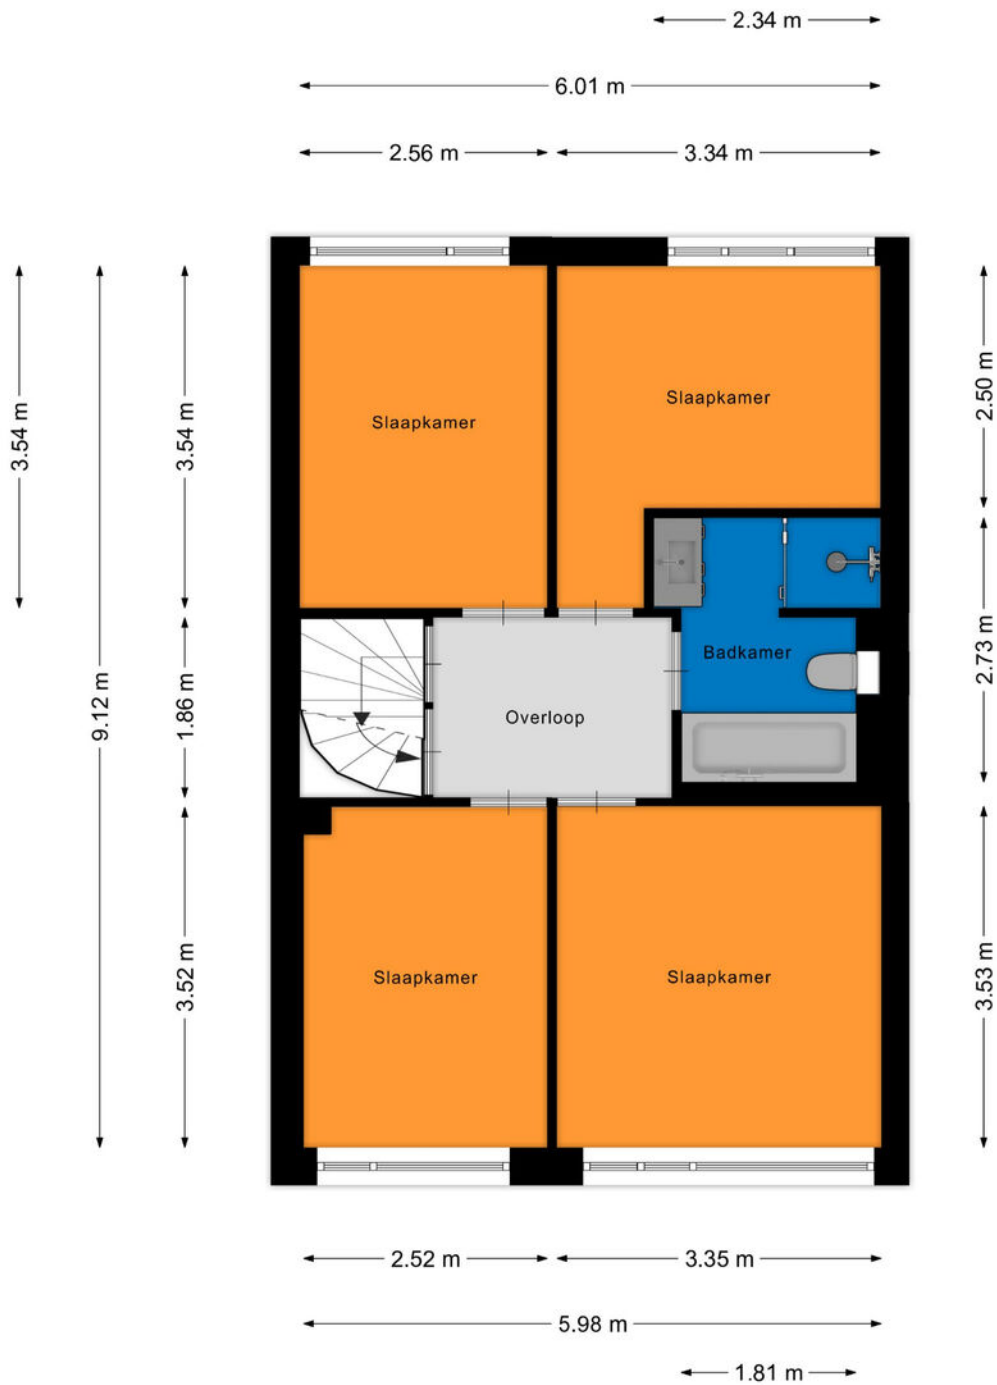 2.34 m
6.01 m
2.56 m
3.34 m
3.54 m
9.12 m
3.54 m
1.86 m
3.52 m
Slaapkamer
Slaapkamer
Badkamer
Overloop
Slaapkamer
Slaapkamer
2.50 m
2.73 m
3.53 m
2.52 m
3.35 m
5.98 m
1.81 m